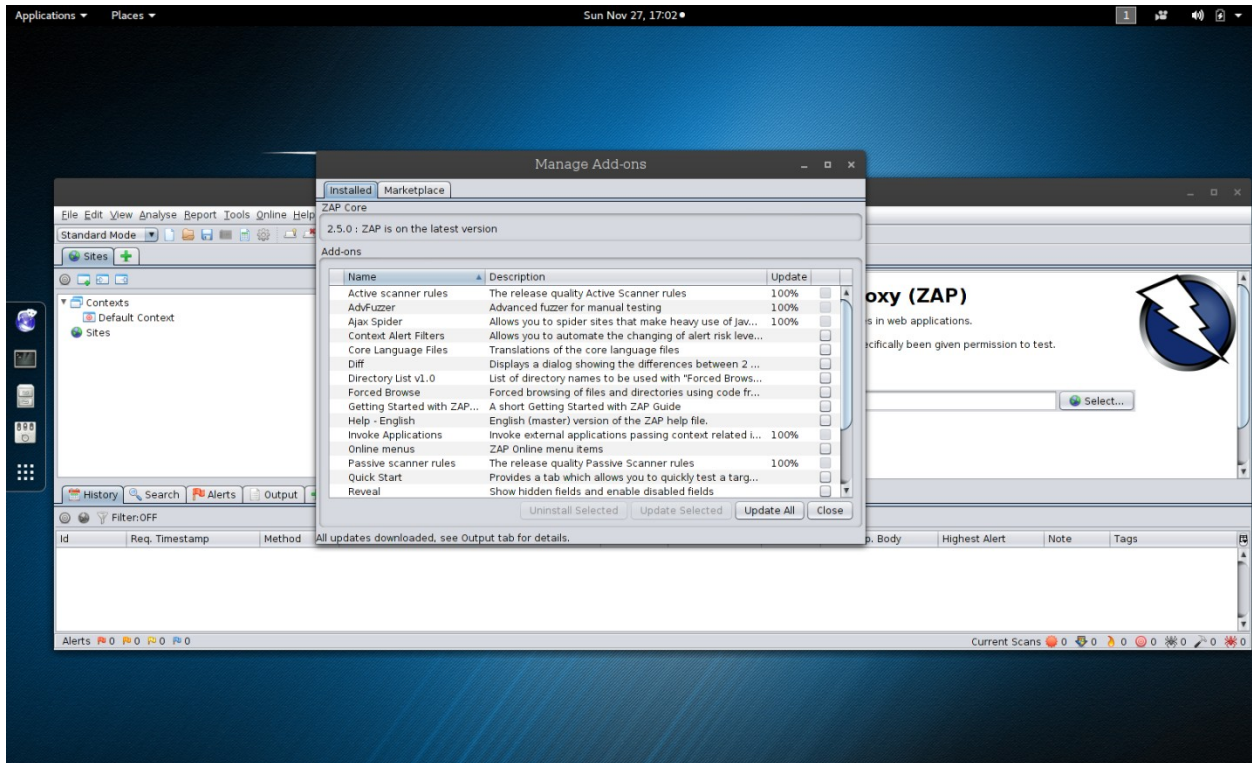 Applications Places Sun Nov 27, 17:02 1
Manage Add-ons
Installed Marketplace
ZAP Core
2.5.0 : ZAP is on the latest version
Add-ons
Name Description Update
Active scanner rules The release quality Active Scanner rules 100%
AdvFuzzer Advanced fuzzer for manual testing 100%
Ajax Spider Allows you to spider sites that make heavy use of Jav... 100%
Context Alert Filters Allows you to automate the changing of alert risk leve...
Core Language Files Translations of the core language files
Diff Displays a dialog showing the differences between 2 ...
Directory List v1.0 List of directory names to be used with "Forced Brows...
Forced Browse Forced browsing of files and directories using code fr...
Getting Started with ZAP... A short Getting Started with ZAP Guide
Help - English English (master) version of the ZAP help file.
Invoke Applications Invoke external applications passing context related i... 100%
Online menus ZAP Online menu items
Passive scanner rules The release quality Passive Scanner rules 100%
Quick Start Provides a tab which allows you to quickly test a targ...
Reveal Show hidden fields and enable disabled fields
Uninstall Selected Update Selected Update All Close
All updates downloaded, see Output tab for details.
File Edit View Analyse Report Tools Online Help
Standard Mode
Sites
Contexts
Default Context
Sites
oxy (ZAP)
s in web applications.
ecifically been given permission to test.
Select...
History Search Alerts Output
Filter:OFF
Id Req. Timestamp Method p. Body Highest Alert Note Tags
Alerts 0 0 0 0 Current Scans 0 0 0 0 0 0 0